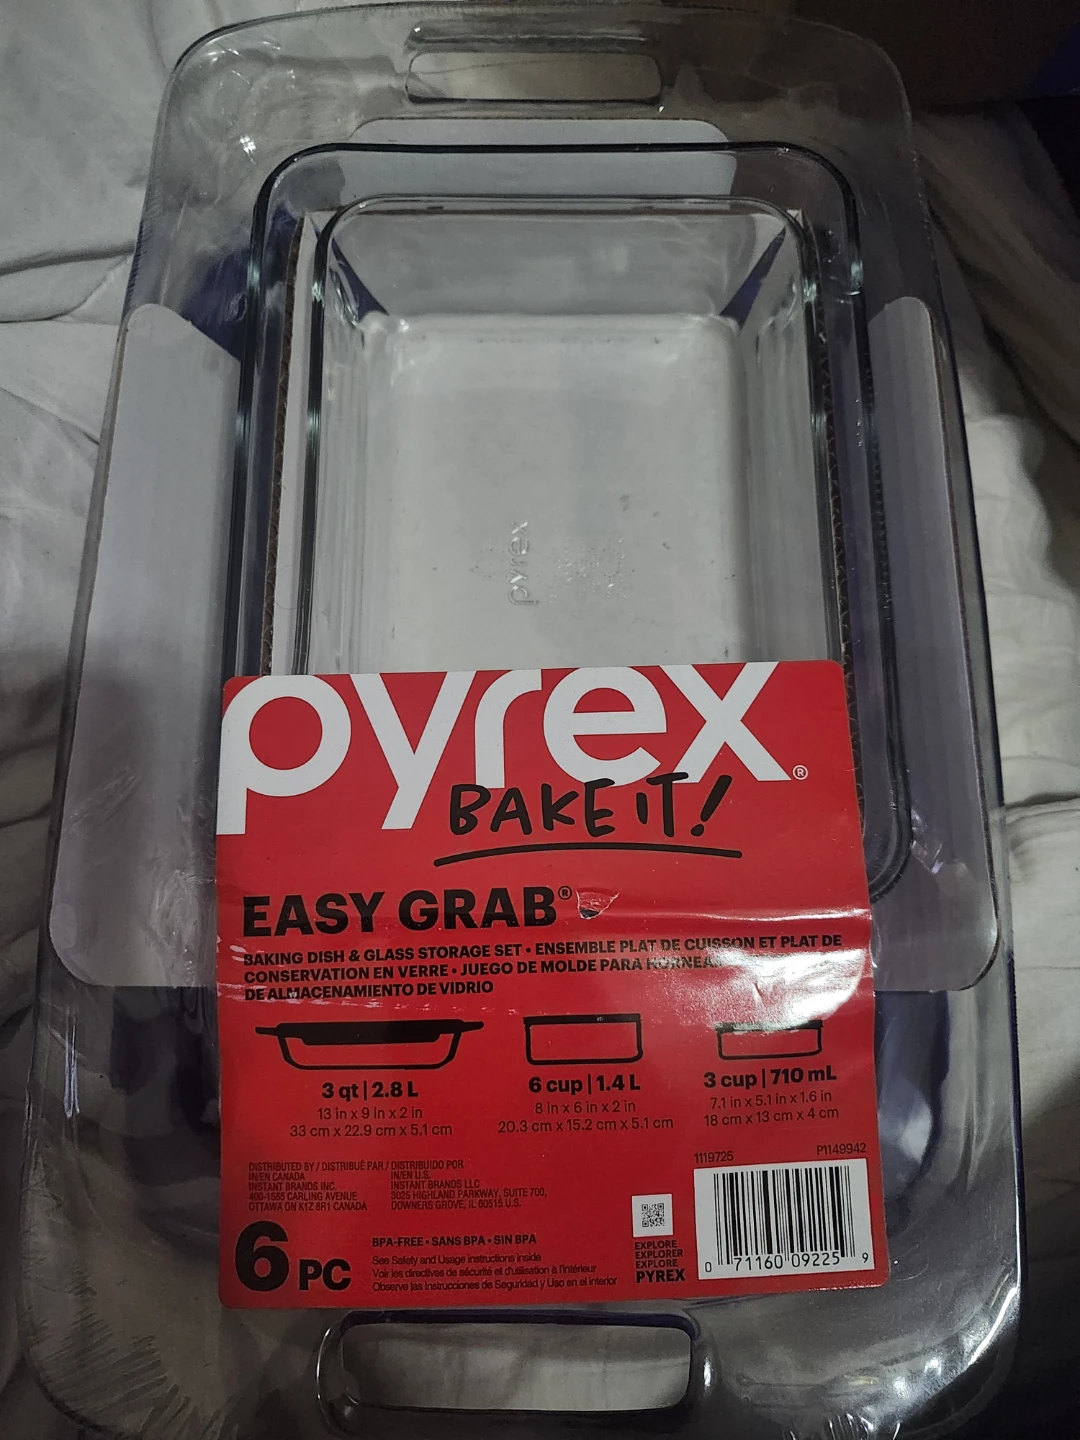 pyrex
pyrex®
BAKE IT!
EASY GRAB®
BAKING DISH & GLASS STORAGE SET • ENSEMBLE PLAT DE CUISSON ET PLAT DE
CONSERVATION EN VERRE • JUEGO DE MOLDE PARA HORNEA
DE ALMACENAMIENTO DE VIDRIO
3 qt | 2.8 L
13 in x 9 in x 2 in
33 cm x 22.9 cm x 5.1 cm
6 cup | 1.4 L
8 in x 6 in x 2 in
20.3 cm x 15.2 cm x 5.1 cm
3 cup | 710 mL
7.1 in x 5.1 in x 1.6 in
18 cm x 13 cm x 4 cm
1119725
P1149942
DISTRIBUTED BY / DISTRIBUÉ PAR / DISTRIBUIDO POR
IN/EN CANADA
INSTANT BRANDS INC.
400-1565 CARLING AVENUE
OTTAWA ON K1Z 8R1 CANADA
IN/EN U.S.
INSTANT BRANDS LLC
3025 HIGHLAND PARKWAY, SUITE 700,
DOWNERS GROVE, IL 60515 U.S.
6 PC
BPA-FREE • SANS BPA • SIN BPA
See Safety and Usage Instructions Inside
Voir les directives de sécurité et d'utilisation à l'intérieur
Observe las instrucciones de Seguridad y Uso en el interior
EXPLORE
EXPLORER
EXPLORE
PYREX
0 71160 09225 9